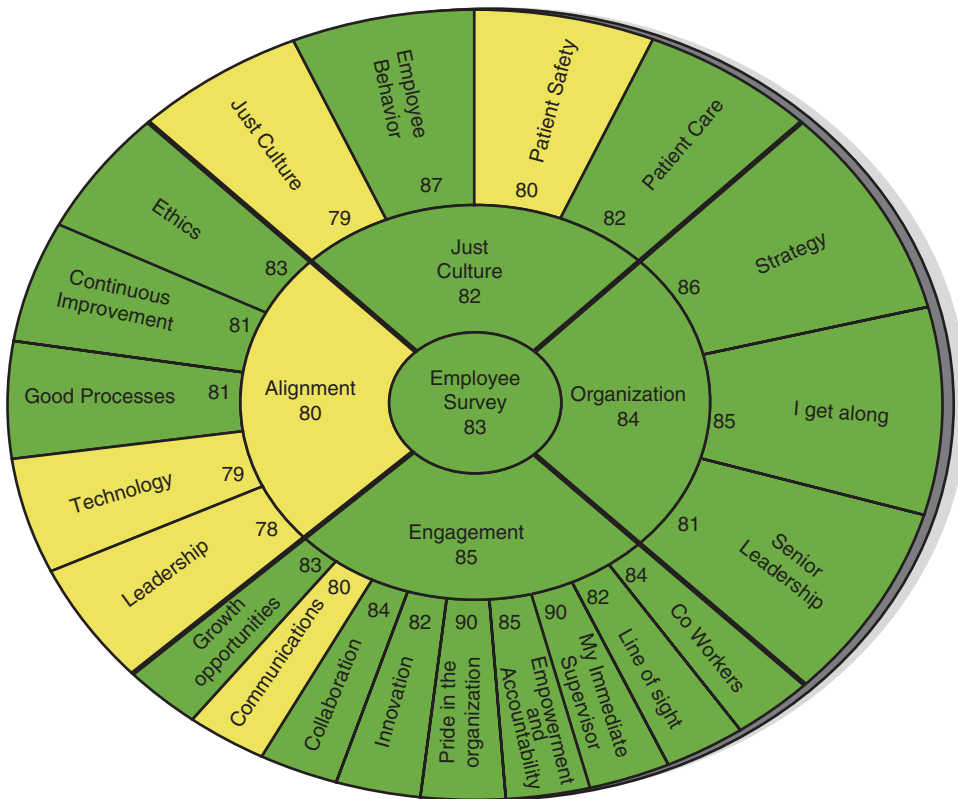 Employee
Survey
83
Just
Culture
82
Organization
84
Engagement
85
Alignment
80
Just Culture
79
Employee
Behavior
87
Patient Safety
80
Patient Care
82
Strategy
86
I get along
85
Senior
Leadership
81
Co Workers
84
Line of sight
82
My Immediate
Supervisor
90
Empowerment
and
Accountability
85
Pride in the
organization
90
Innovation
82
Collaboration
84
Communications
80
Growth
opportunities
83
Leadership
78
Technology
79
Good Processes
81
Continuous
Improvement
81
Ethics
83